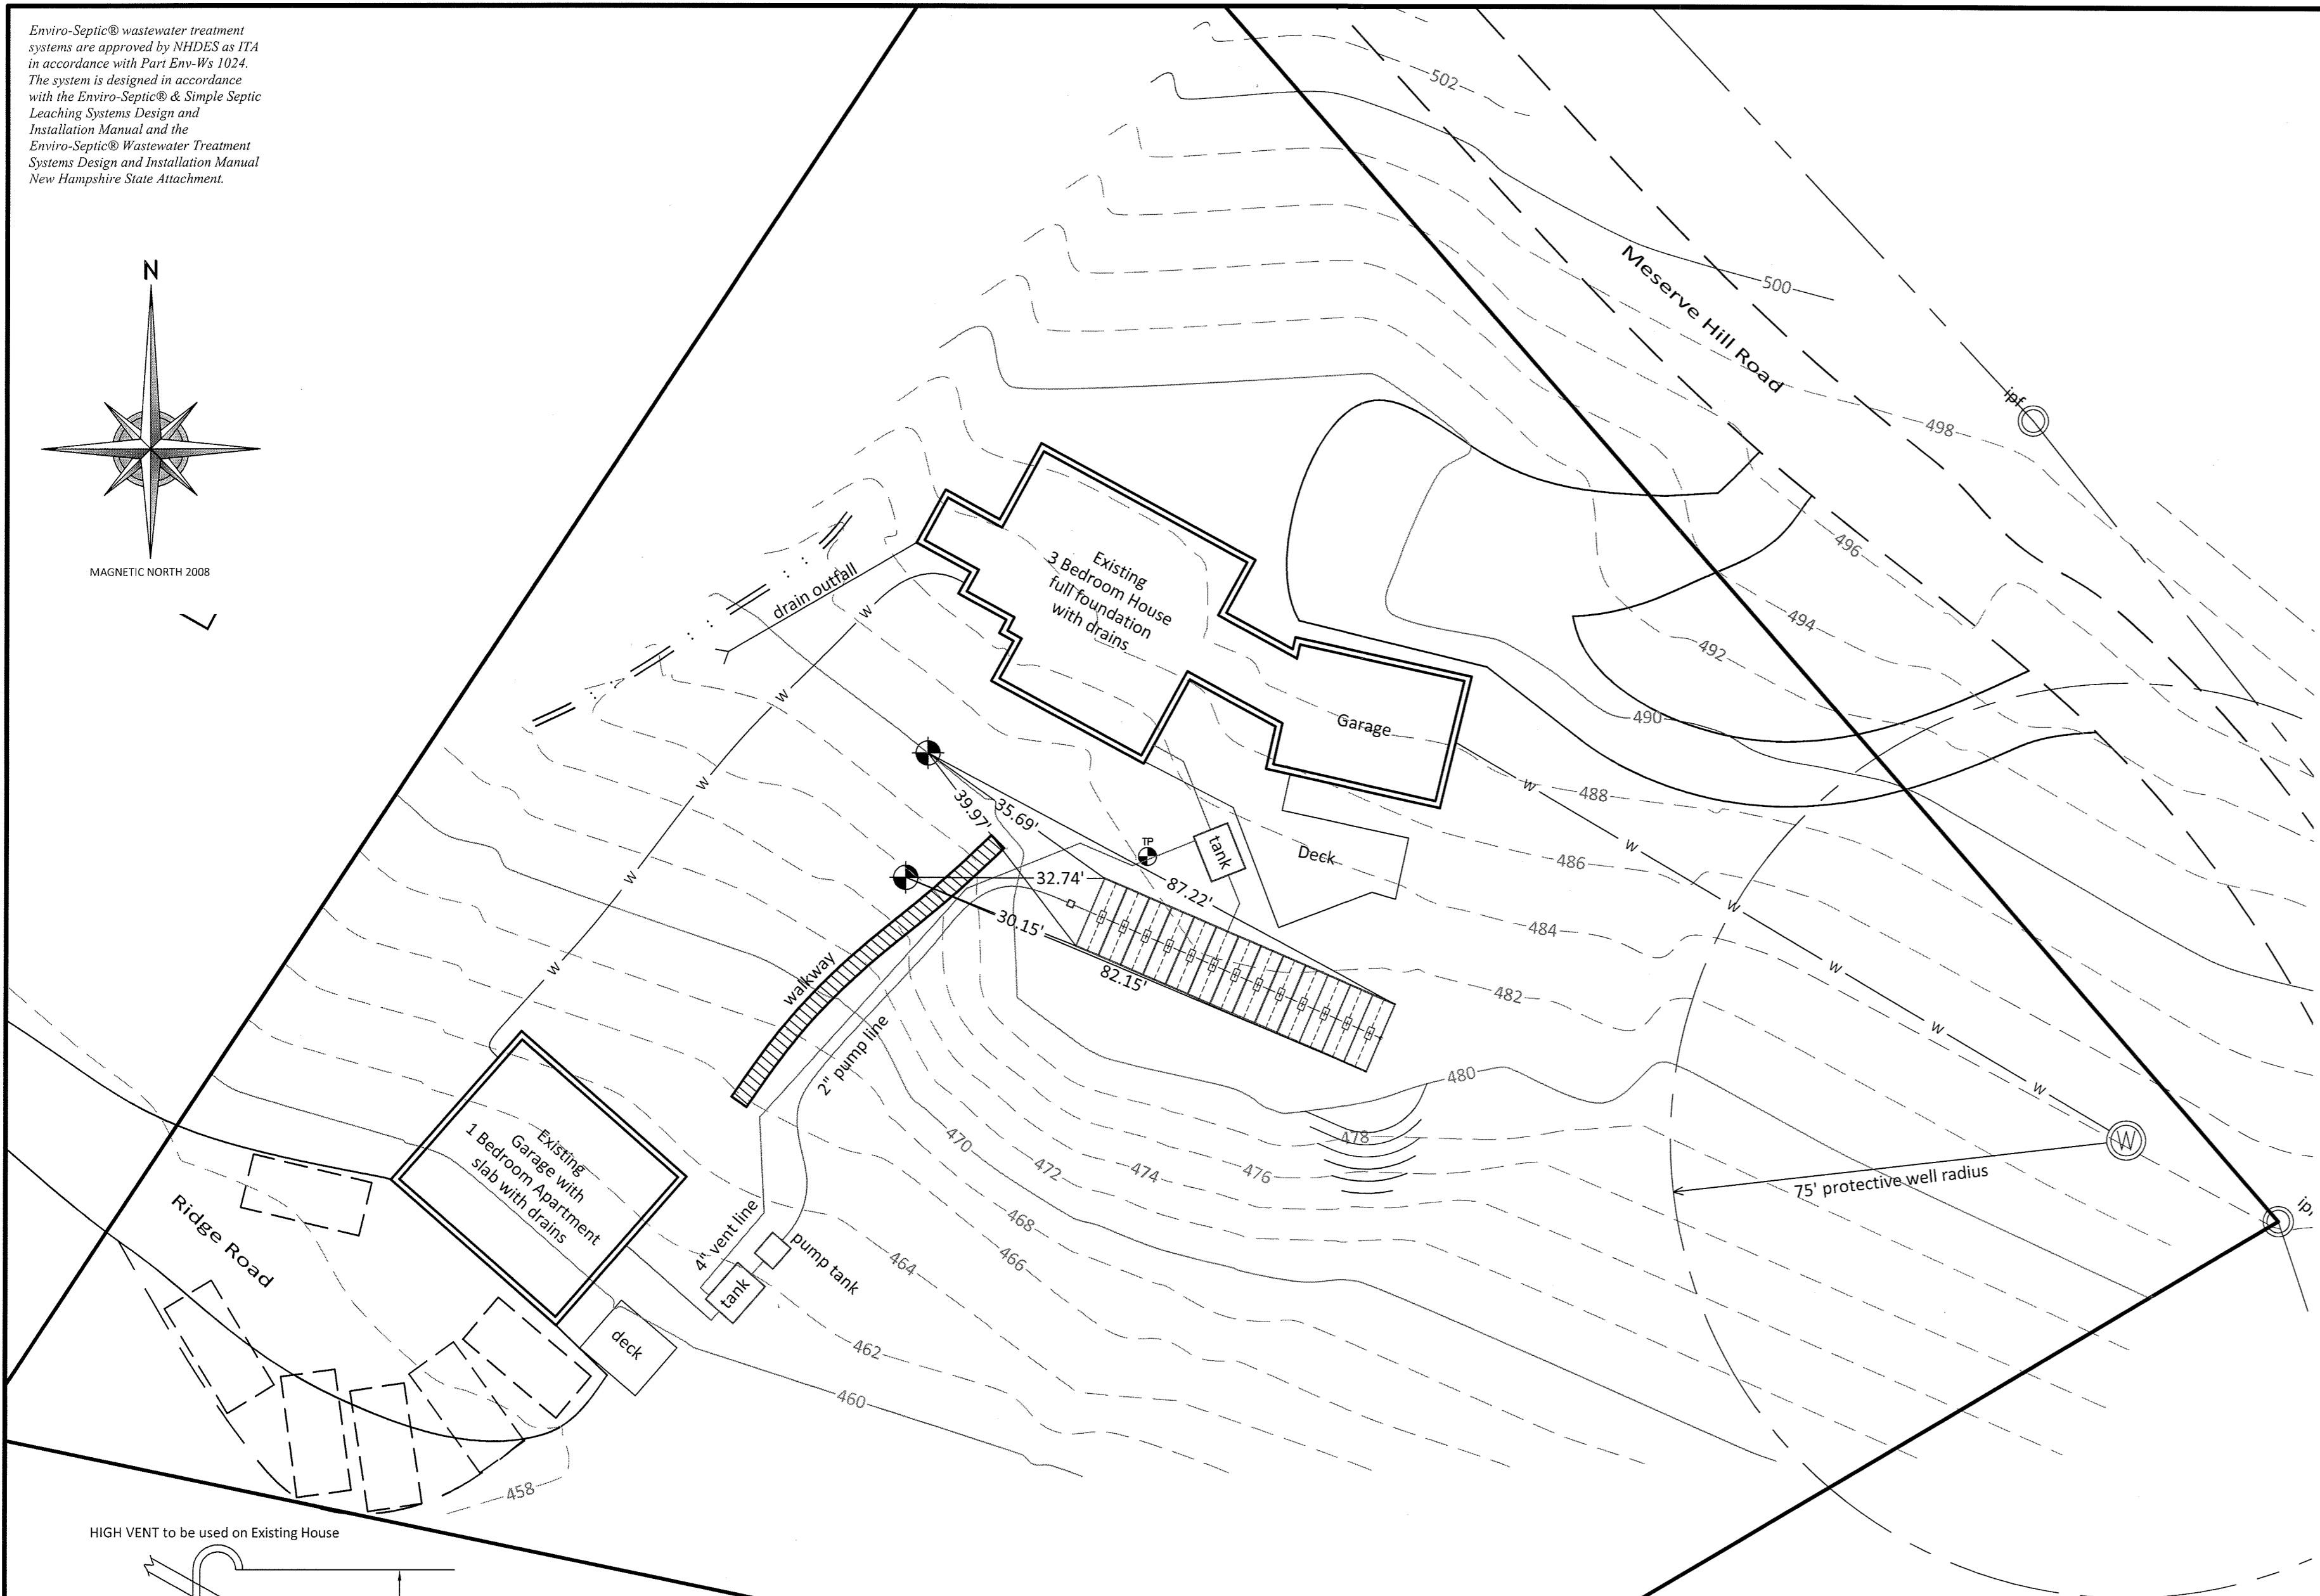 Enviro-Septic® wastewater treatment
systems are approved by NHDES as ITA
in accordance with Part Env-Ws 1024.
The system is designed in accordance
with the Enviro-Septic® & Simple Septic
Leaching Systems Design and
Installation Manual and the
Enviro-Septic® Wastewater Treatment
Systems Design and Installation Manual
New Hampshire State Attachment.
N
MAGNETIC NORTH 2008
502
500
Meserve Hill Road
ipf
498
496
494
492
490
488
486
484
482
480
478
476
474
472
470
468
466
464
462
460
458
drain outfall
Existing
3 Bedroom House
full foundation
with drains
Garage
Deck
tank
TP
39.97'
35.69'
32.74'
30.15'
87.22'
82.15'
w
w
w
w
w
w
w
w
w
w
w
w
W
75' protective well radius
walkway
2" pump line
4" vent line
pump tank
tank
Existing
Garage with
1 Bedroom Apartment
slab with drains
deck
Ridge Road
HIGH VENT to be used on Existing House